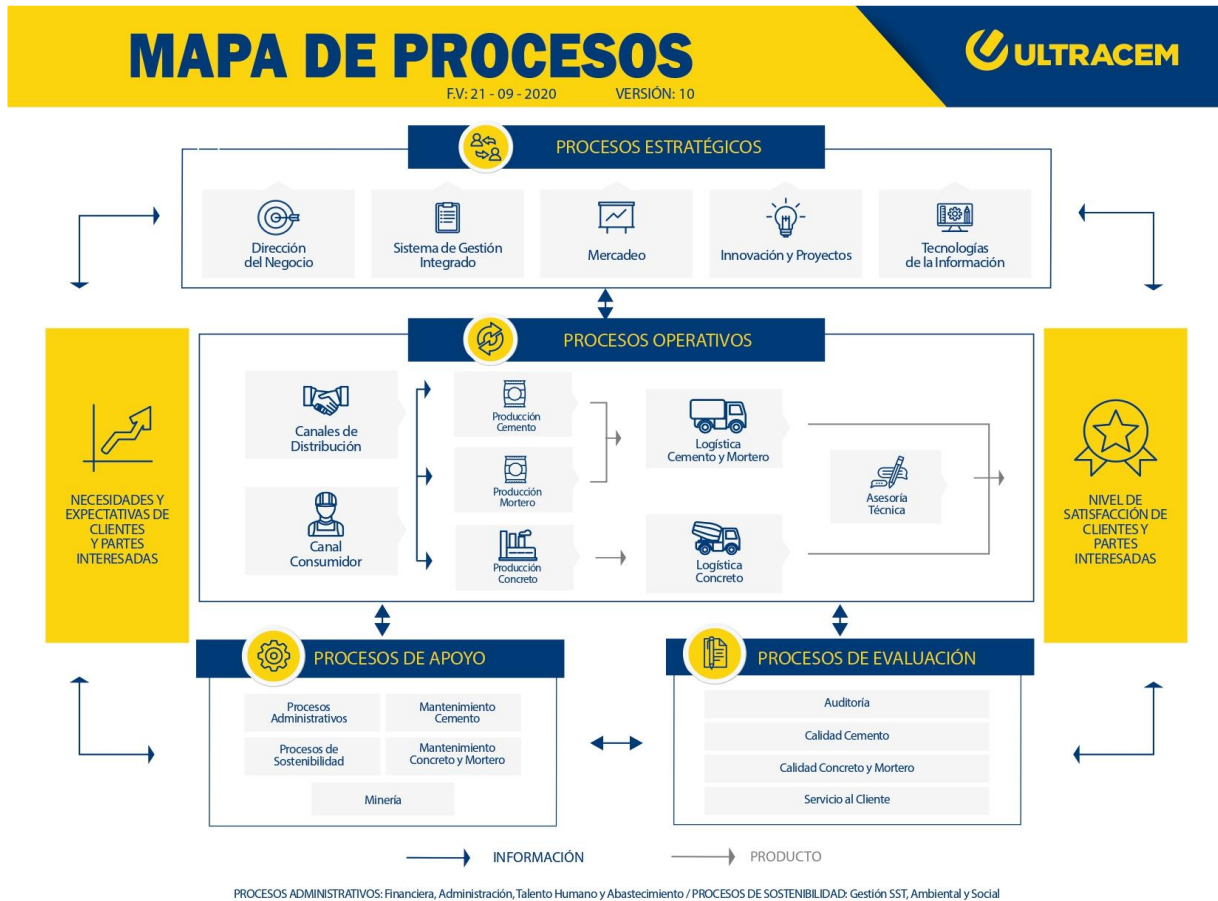 MAPA DE PROCESOS
F.V: 21 - 09 - 2020 VERSIÓN: 10
ULTRACEM
PROCESOS ESTRATÉGICOS
Dirección
del Negocio
Sistema de Gestión
Integrado
Mercadeo
Innovación y Proyectos
Tecnologías
de la Información
NECESIDADES Y
EXPECTATIVAS DE
CLIENTES
Y PARTES
INTERESADAS
PROCESOS OPERATIVOS
Canales de
Distribución
Canal
Consumidor
Producción
Cemento
Producción
Mortero
Producción
Concreto
Logística
Cemento y Mortero
Logística
Concreto
Asesoría
Técnica
NIVEL DE
SATISFACCIÓN DE
CLIENTES Y
PARTES
INTERESADAS
PROCESOS DE APOYO
Procesos
Administrativos
Mantenimiento
Cemento
Procesos de
Sostenibilidad
Mantenimiento
Concreto y Mortero
Minería
PROCESOS DE EVALUACIÓN
Auditoría
Calidad Cemento
Calidad Concreto y Mortero
Servicio al Cliente
INFORMACIÓN
PRODUCTO
PROCESOS ADMINISTRATIVOS: Financiera, Administración, Talento Humano y Abastecimiento / PROCESOS DE SOSTENIBILIDAD: Gestión SST, Ambiental y Social